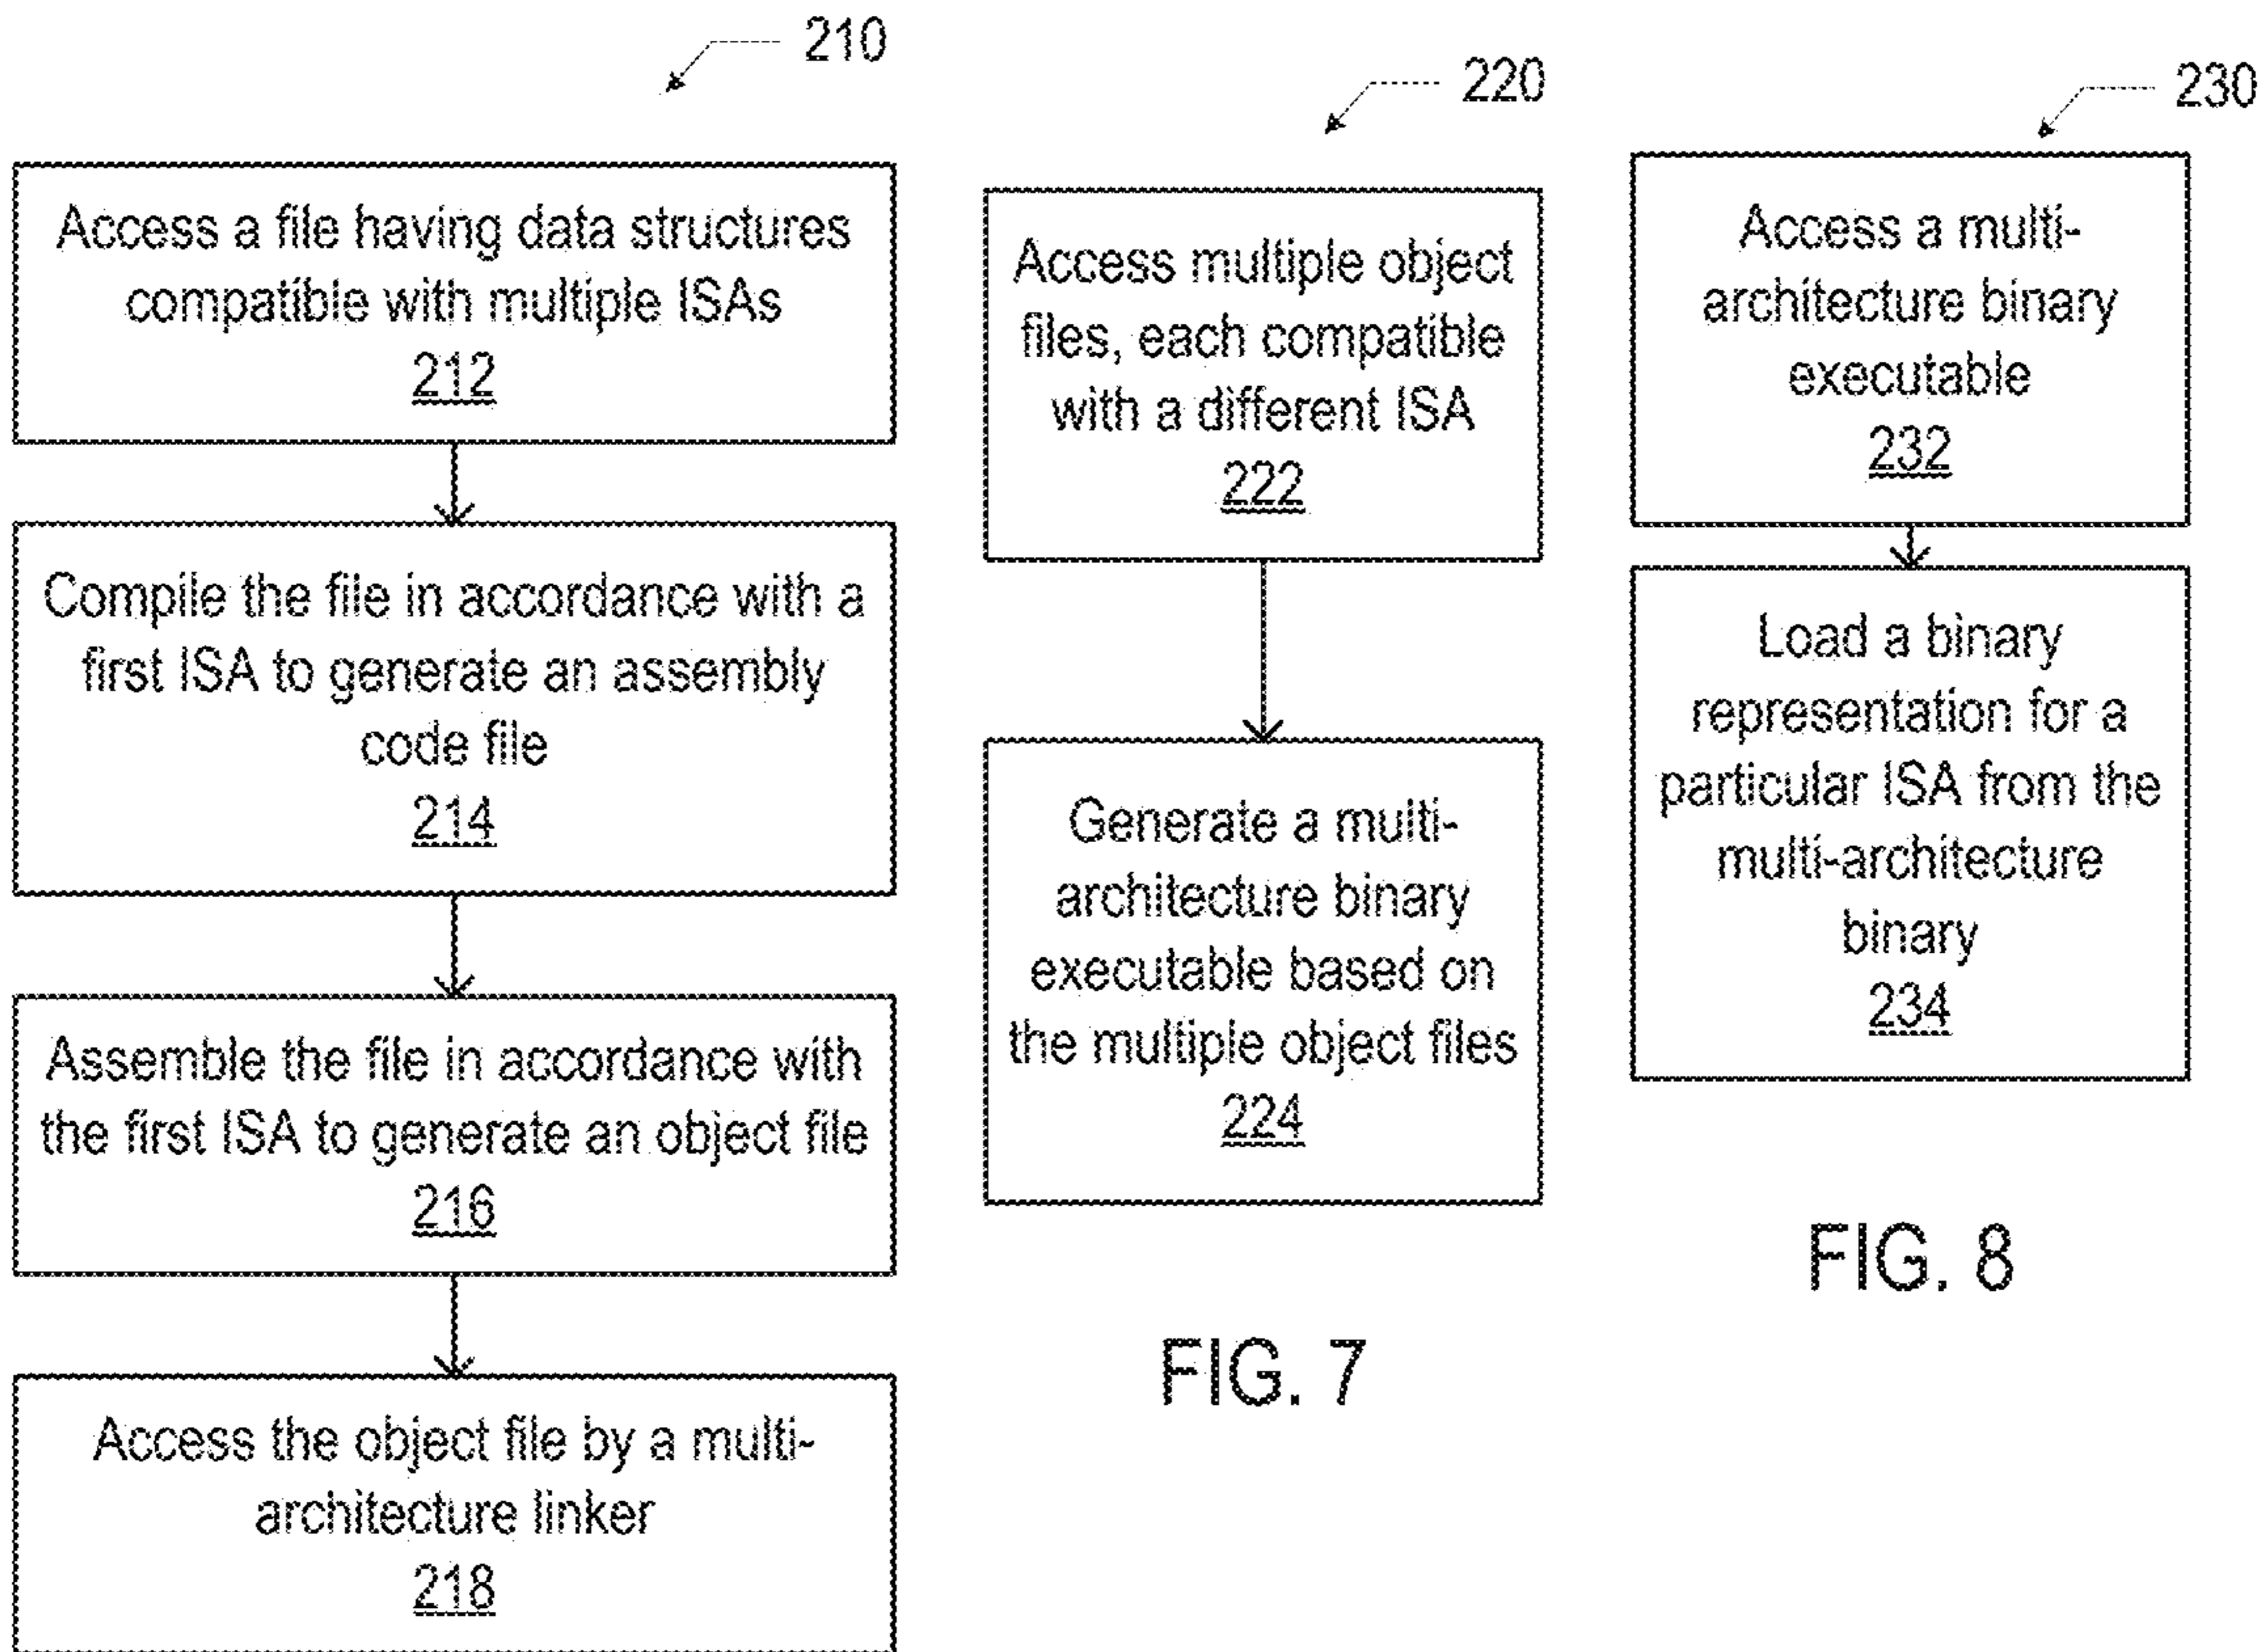 210
Access a file having data structures
compatible with multiple ISAs
212
Compile the file in accordance with a
first ISA to generate an assembly
code file
214
Assemble the file in accordance with
the first ISA to generate an object file
216
Access the object file by a multi-
architecture linker
218
220
Access multiple object
files, each compatible
with a different ISA
222
Generate a multi-
architecture binary
executable based on
the multiple object files
224
FIG. 7
230
Access a multi-
architecture binary
executable
232
Load a binary
representation for a
particular ISA from the
multi-architecture
binary
234
FIG. 8